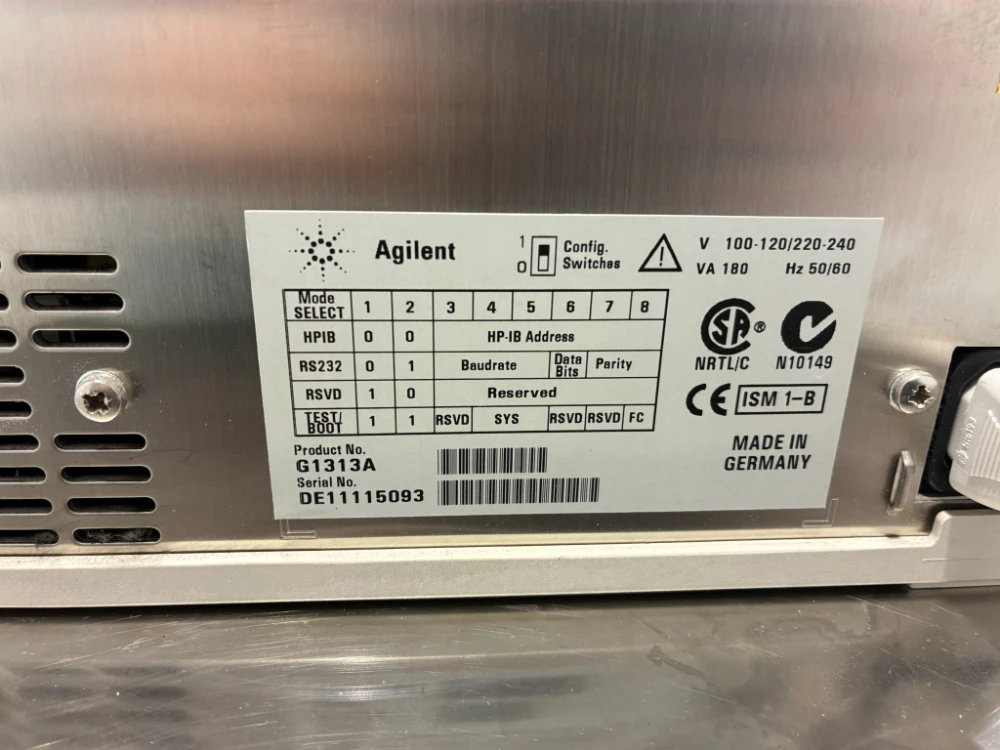 Agilent
1
0
Config.
Switches
V 100-120/220-240
VA 180 Hz 50/60
Mode SELECT 1 2 3 4 5 6 7 8
HPIB 0 0 HP-IB Address
RS232 0 1 Baudrate Data Bits Parity
RSVD 1 0 Reserved
TEST/BOOT 1 1 RSVD SYS RSVD RSVD FC
SA ®
NRTL/C N10149
CE ISM 1-B
Product No.
G1313A
Serial No.
DE11115093
MADE IN
GERMANY